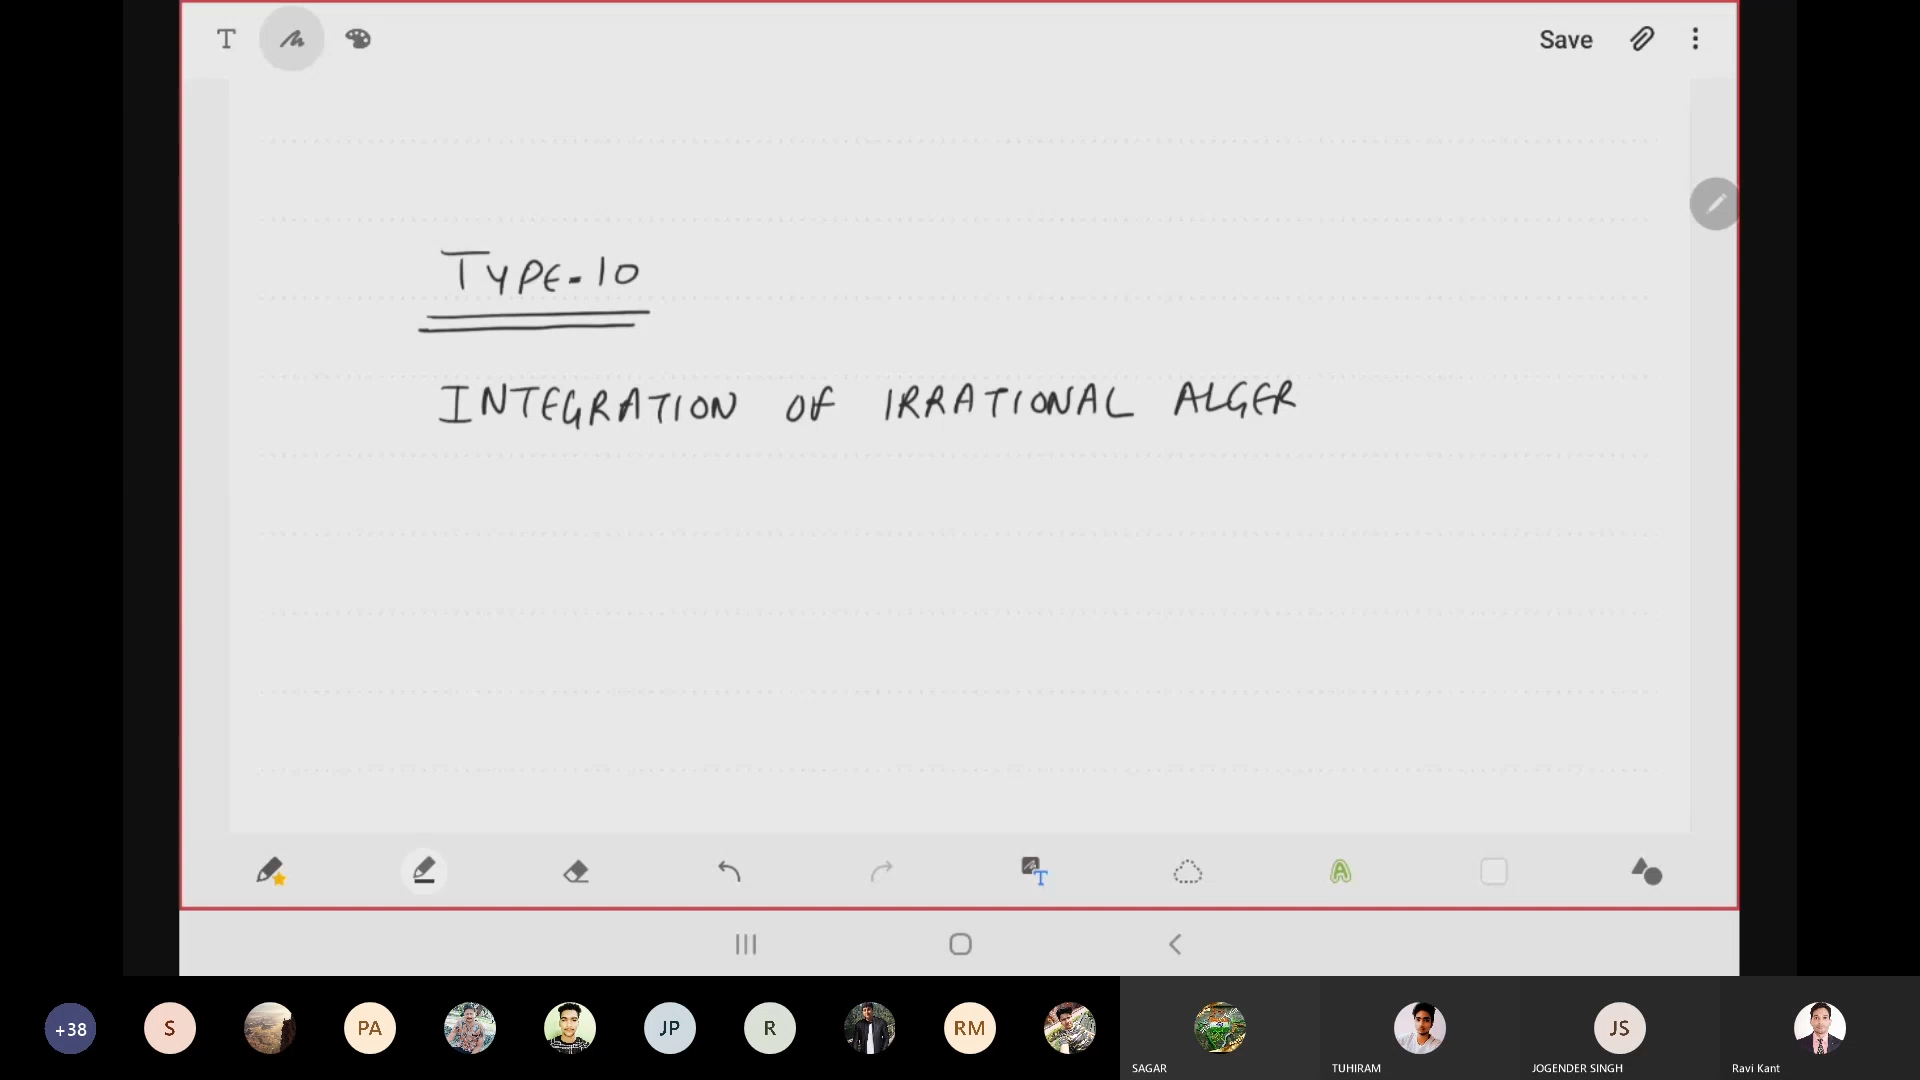 T Save
TYPE-10
INTEGRATION OF IRRATIONAL ALGER
T A
+38 S PA JP R RM JS
SAGAR TUHIRAM JOGENDER SINGH Ravi Kant